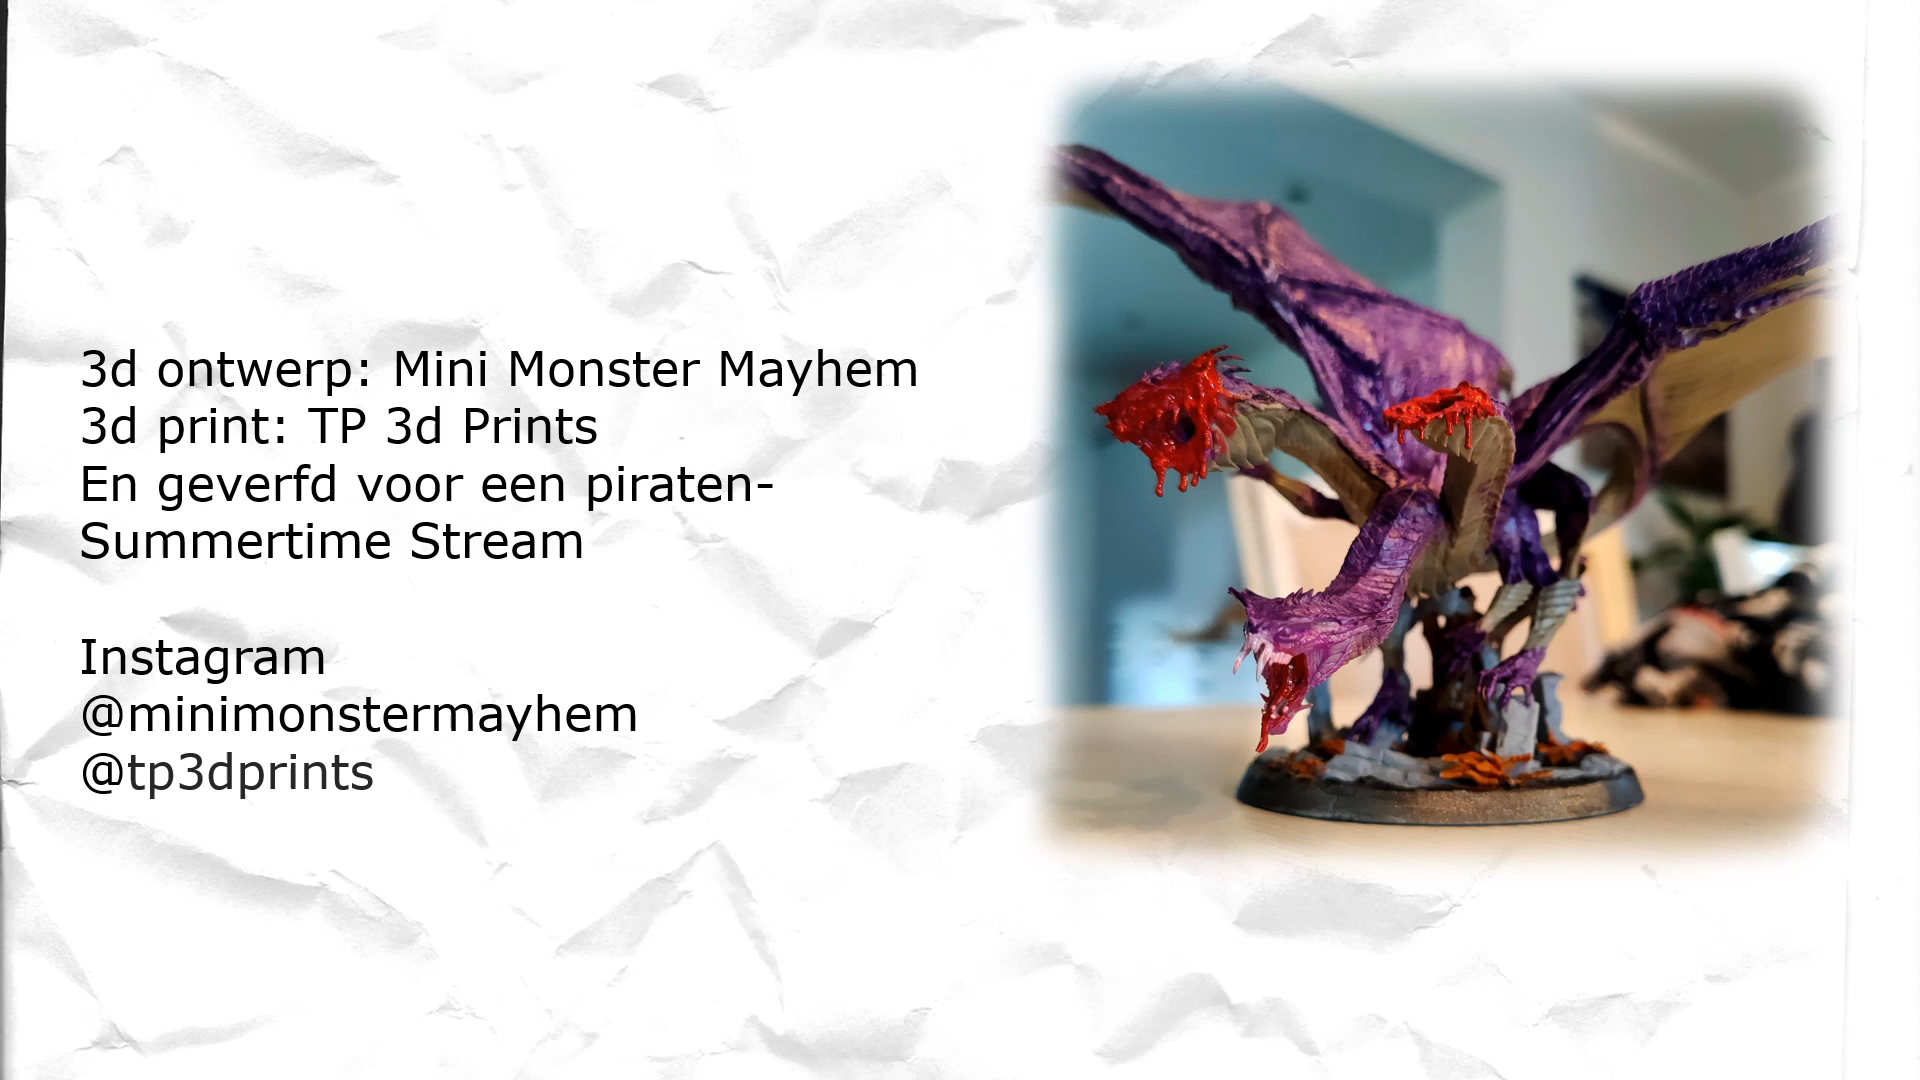 3d ontwerp: Mini Monster Mayhem
3d print: TP 3d Prints
En geverfd voor een piraten-
Summertime Stream
Instagram
@minimonstermayhem
@tp3dprints